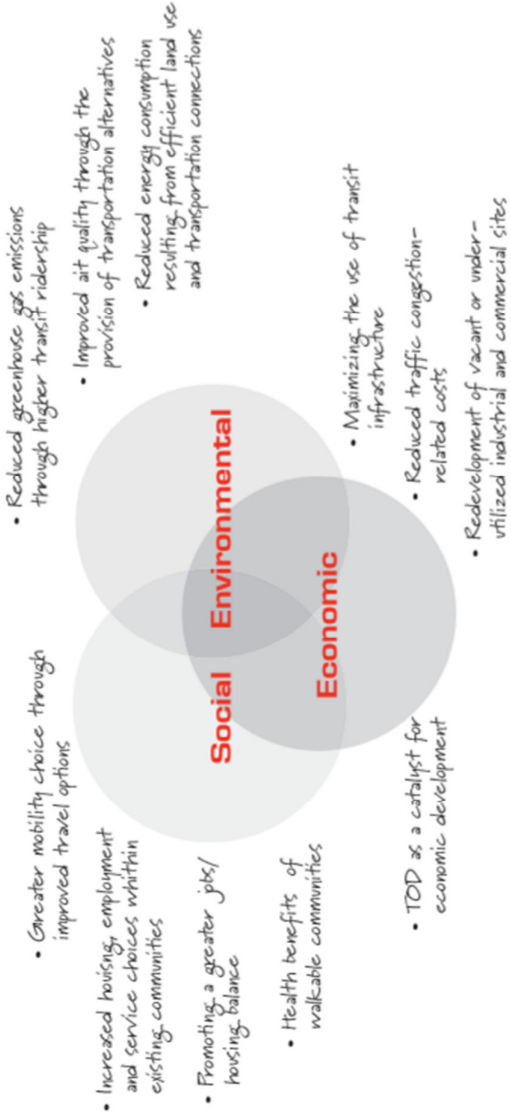 • Greater mobility choice through
improved travel options
• Increased houisng, employment
and service choices whithin
existing communities
• Promoting a greater jobs/
housing balance
• Health benefits of
walkable communities
• Reduced greenhouse gas emissions
through higher transit ridership
• Improved ait quality through the
provision of transportation alternatives
• Reduced energy consumption
resulting from efficient land use
and transportation connections
Social
Environmental
Economic
• TOD as a catalyst for
economic development
• Maximizing the use of transit
infrastructure
• Reduced traffic congestion-
related costs
• Redevelopment of vacant or under-
utilized industrial and commercial sites